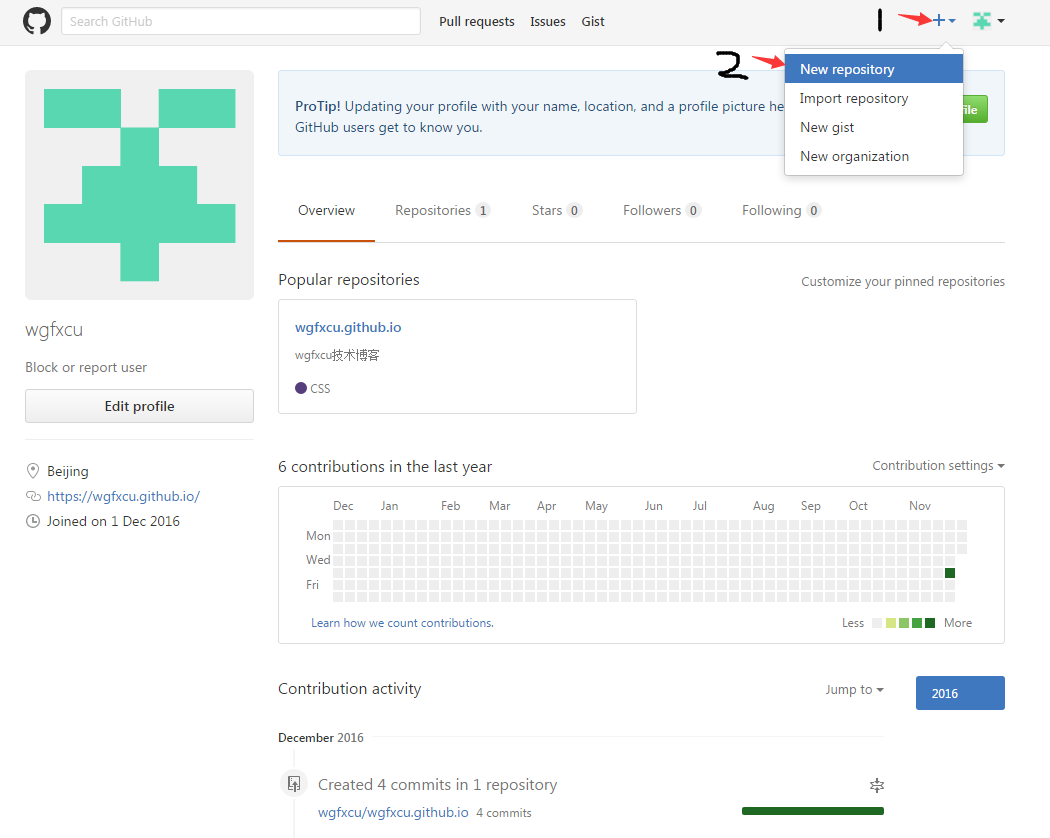 Search GitHub
Pull requests
Issues
Gist
1
2
New repository
Import repository
New gist
New organization
ProTip! Updating your profile with your name, location, and a profile picture he
GitHub users get to know you.
file
Overview
Repositories 1
Stars 0
Followers 0
Following 0
Popular repositories
Customize your pinned repositories
wgfxcu.github.io
wgfxcu技术博客
CSS
wgfxcu
Block or report user
Edit profile
Beijing
https://wgfxcu.github.io/
Joined on 1 Dec 2016
6 contributions in the last year
Contribution settings
Dec Jan Feb Mar Apr May Jun Jul Aug Sep Oct Nov
Mon
Wed
Fri
Learn how we count contributions.
Less
More
Contribution activity
Jump to
2016
December 2016
Created 4 commits in 1 repository
wgfxcu/wgfxcu.github.io 4 commits